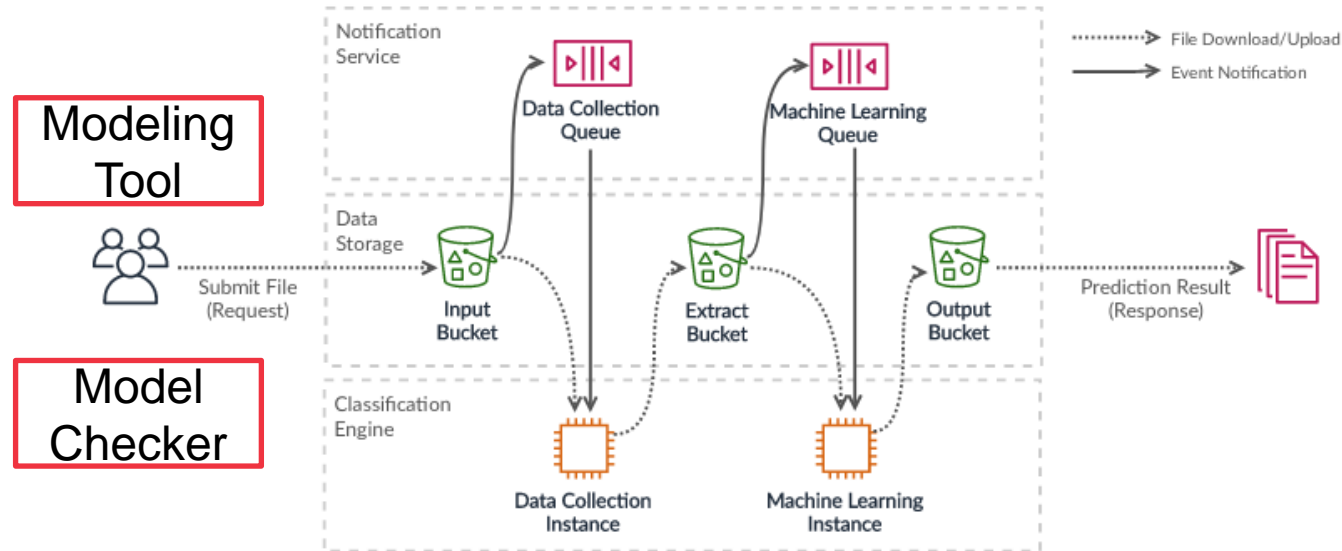 Notification
Service
Data Collection
Queue
Machine Learning
Queue
File Download/Upload
Event Notification
Modeling
Tool
Data
Storage
Submit File
(Request)
Input
Bucket
Extract
Bucket
Output
Bucket
Prediction Result
(Response)
Model
Checker
Classification
Engine
Data Collection
Instance
Machine Learning
Instance